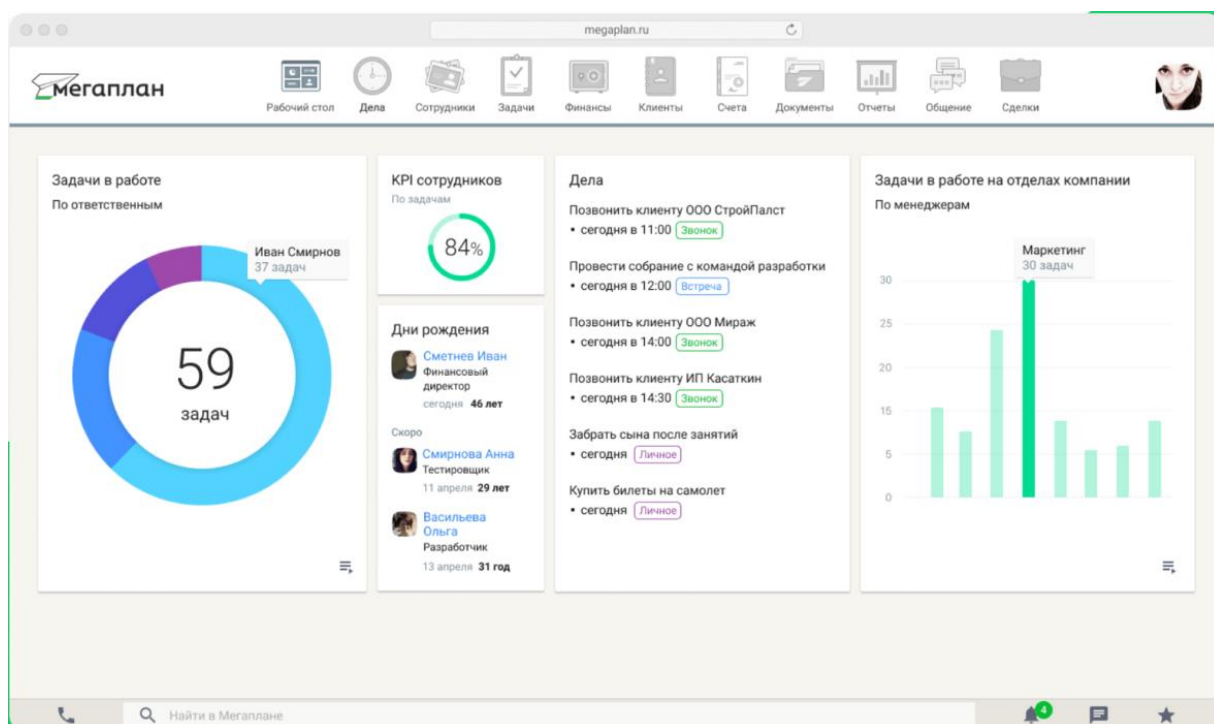 megaplan.ru
мегаплан
Рабочий стол
Дела
Сотрудники
Задачи
Финансы
Клиенты
Счета
Документы
Отчеты
Общение
Сделки
Задачи в работе
По ответственным
Иван Смирнов
37 задач
59
задач
KPI сотрудников
По задачам
84%
Дни рождения
Сметнев Иван
Финансовый
директор
сегодня 46 лет
Скоро
Смирнова Анна
Тестировщик
11 апреля 29 лет
Васильева
Ольга
Разработчик
13 апреля 31 год
Дела
Позвонить клиенту ООО СтройПалст
• сегодня в 11:00 Звонок
Провести собрание с командой разработки
• сегодня в 12:00 Встреча
Позвонить клиенту ООО Мираж
• сегодня в 14:00 Звонок
Позвонить клиенту ИП Касаткин
• сегодня в 14:30 Звонок
Забрать сына после занятий
• сегодня Личное
Купить билеты на самолет
• сегодня Личное
Задачи в работе на отделах компании
По менеджерам
Маркетинг
30 задач
30
25
20
15
5
0
Найти в Мегаплане
4